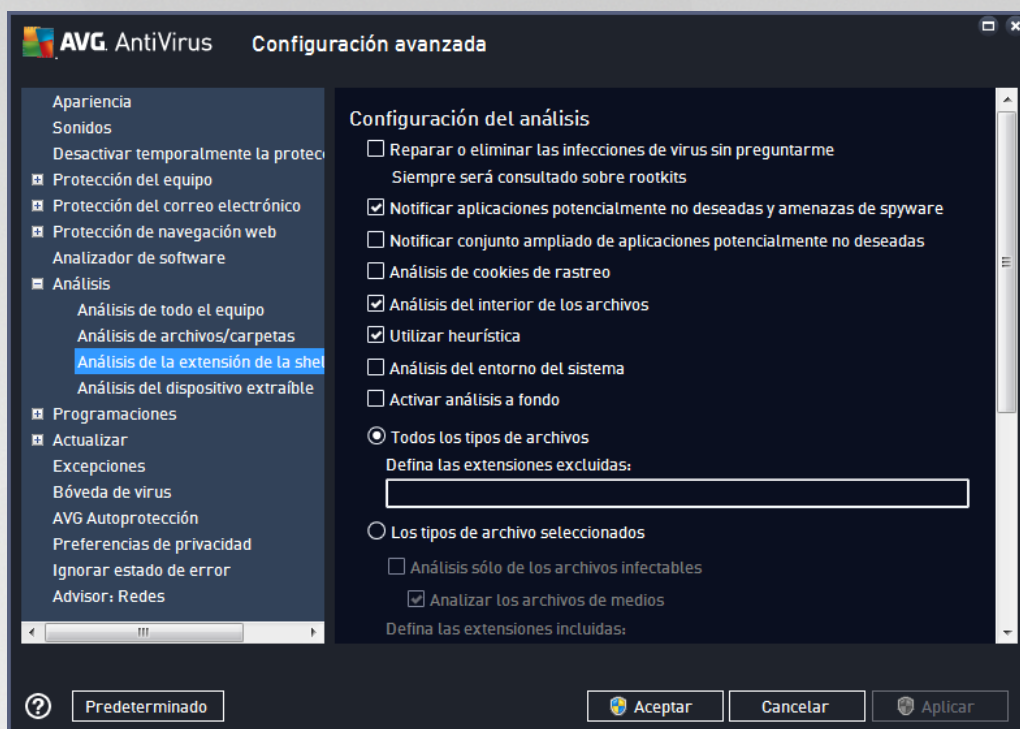 AVG. AntiVirus
Configuración avanzada
Apariencia
Sonidos
Desactivar temporalmente la protec
Protección del equipo
Protección del correo electrónico
Protección de navegación web
Analizador de software
Análisis
Análisis de todo el equipo
Análisis de archivos/carpetas
Análisis de la extensión de la shel
Análisis del dispositivo extraíble
Programaciones
Actualizar
Excepciones
Bóveda de virus
AVG Autoprotección
Preferencias de privacidad
Ignorar estado de error
Advisor: Redes
Configuración del análisis
Reparar o eliminar las infecciones de virus sin preguntarme
Siempre será consultado sobre rootkits
Notificar aplicaciones potencialmente no deseadas y amenazas de spyware
Notificar conjunto ampliado de aplicaciones potencialmente no deseadas
Análisis de cookies de rastreo
Análisis del interior de los archivos
Utilizar heurística
Análisis del entorno del sistema
Activar análisis a fondo
Todos los tipos de archivos
Defina las extensiones excluidas:
Los tipos de archivo seleccionados
Análisis sólo de los archivos infectables
Analizar los archivos de medios
Defina las extensiones incluidas:
?
Predeterminado
Aceptar
Cancelar
Aplicar